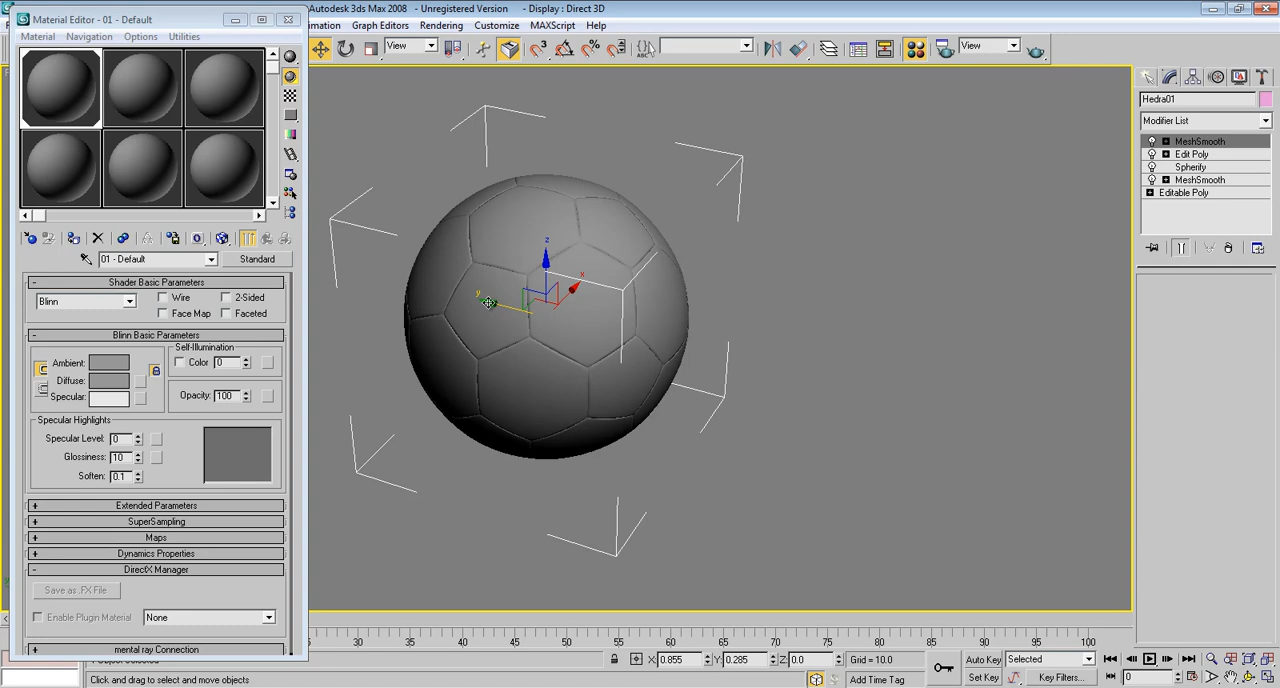 Material Editor - 01 - Default
Autodesk 3ds Max 2008 - Unregistered Version - Display : Direct 3D
Material Navigation Options Utilities
imation Graph Editors Rendering Customize MAXScript Help
View
View
ABC
Hedra01
Modifier List
MeshSmooth
Edit Poly
Spherify
MeshSmooth
Editable Poly
z
x
y
01 - Default
Standard
- Shader Basic Parameters
Blinn
Wire
2-Sided
Face Map
Faceted
- Blinn Basic Parameters
Self-Illumination
Ambient:
Color 0
Diffuse:
Specular:
Opacity: 100
Specular Highlights
Specular Level: 0
Glossiness: 10
Soften: 0.1
+ Extended Parameters
+ SuperSampling
+ Maps
+ Dynamics Properties
- DirectX Manager
Save as .FX File
Enable Plugin Material
None
mental ray Connection
40 45 50 55 60 65 70 75 80 85 90 95 100
X: 0.855 Y: 0.285 Z: 0.0 Grid = 10.0
Auto Key Selected
Click and drag to select and move objects
Add Time Tag
Set Key
Key Filters...
0